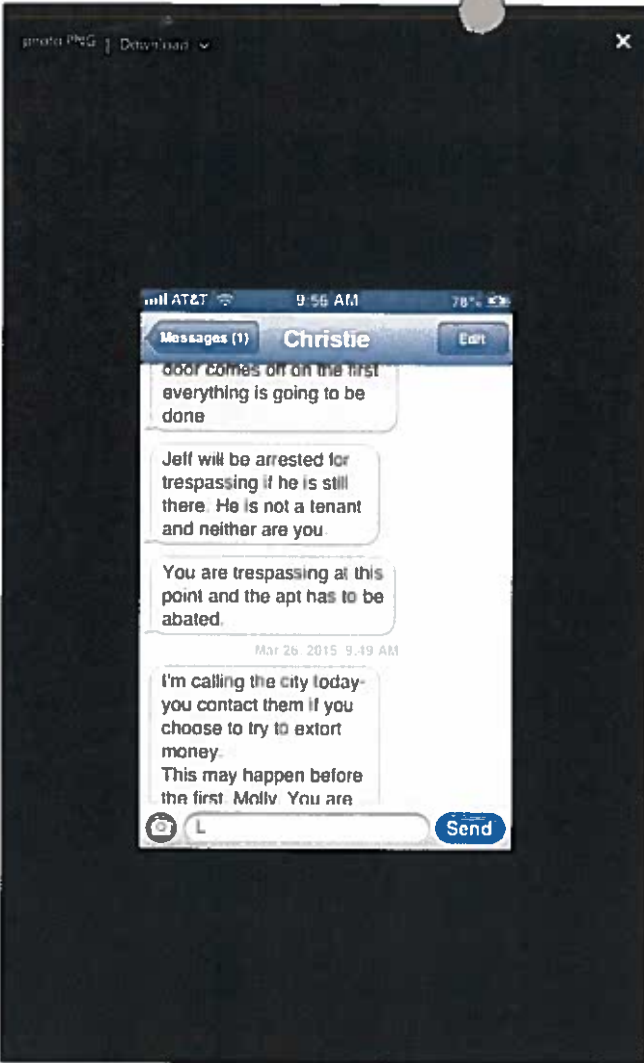 photo PNG | Download
AT&T 9:56 AM 78%
Messages (1) Christie Edit
door comes off on the first
everything is going to be
done
Jeff will be arrested for
trespassing if he is still
there. He is not a tenant
and neither are you
You are trespassing at this
point and the apt has to be
abated.
Mar 26, 2015, 9:49 AM
I'm calling the city today-
you contact them if you
choose to try to extort
money.
This may happen before
the first, Molly. You are
L Send